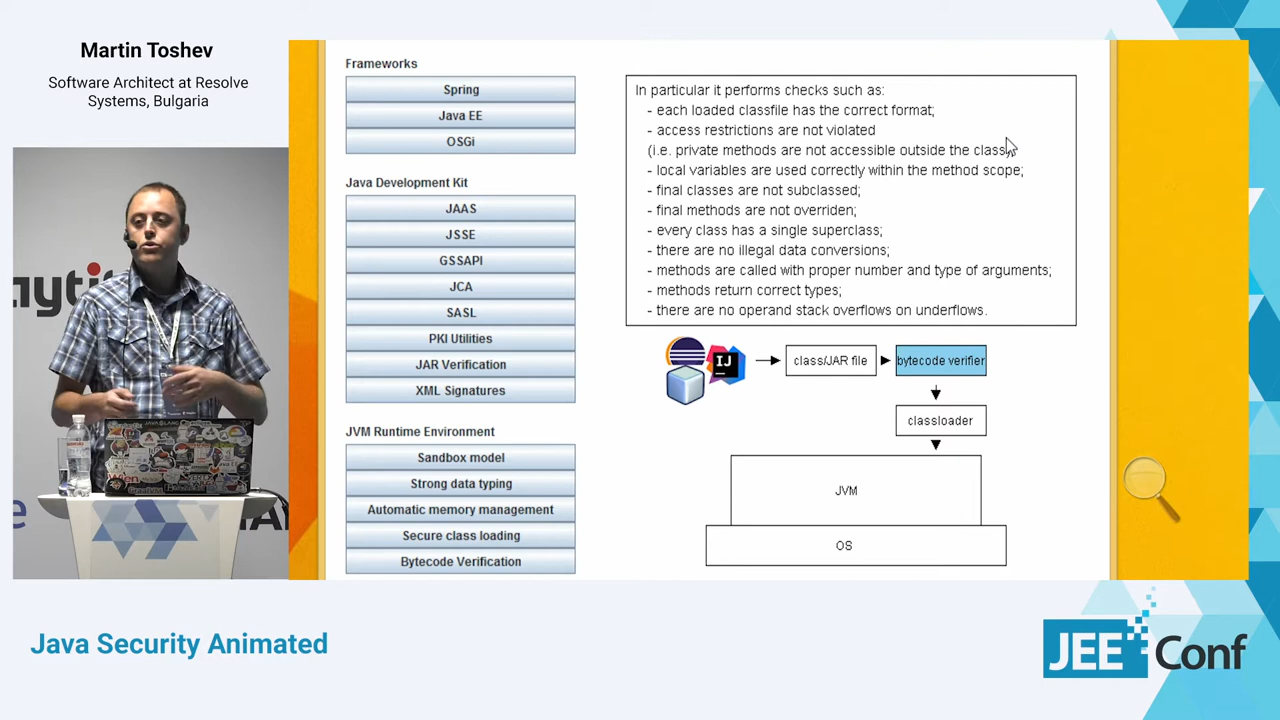 Martin Toshev
Software Architect at Resolve
Systems, Bulgaria
Frameworks
Spring
Java EE
OSGi
Java Development Kit
JAAS
JSSE
GSSAPI
JCA
SASL
PKI Utilities
JAR Verification
XML Signatures
JVM Runtime Environment
Sandbox model
Strong data typing
Automatic memory management
Secure class loading
Bytecode Verification
In particular it performs checks such as:
- each loaded classfile has the correct format;
- access restrictions are not violated
(i.e. private methods are not accessible outside the class)
- local variables are used correctly within the method scope;
- final classes are not subclassed;
- final methods are not overriden;
- every class has a single superclass;
- there are no illegal data conversions;
- methods are called with proper number and type of arguments;
- methods return correct types;
- there are no operand stack overflows on underflows.
IJ
class/JAR file
bytecode verifier
classloader
JVM
OS
Java Security Animated
JEE Conf